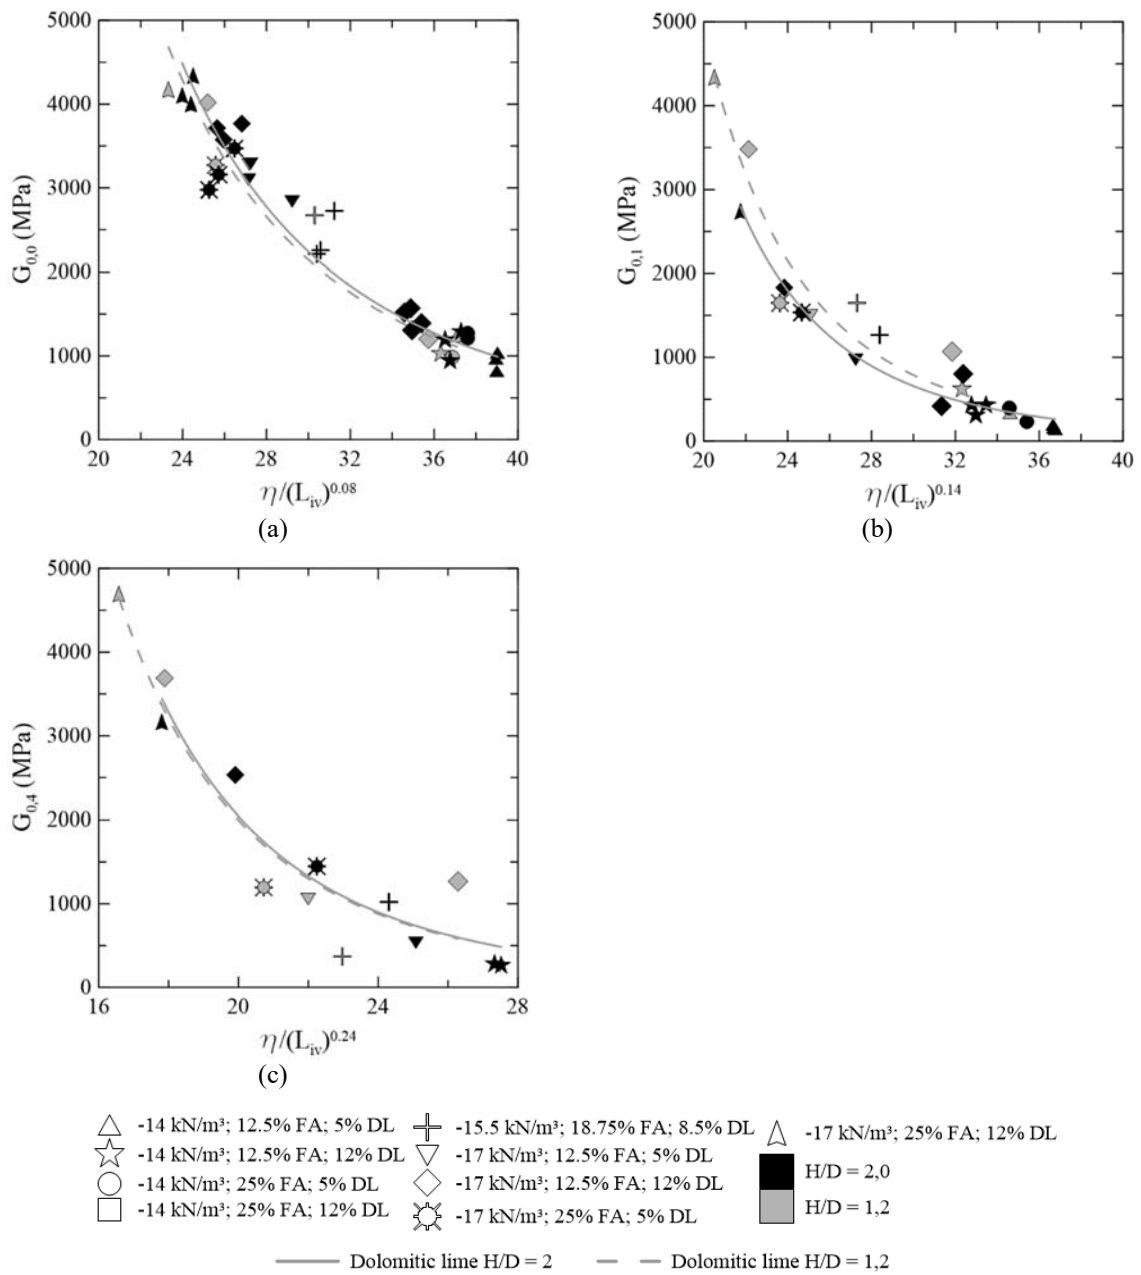 5000
4000
3000
2000
1000
0
G0,0 (MPa)
20 24 28 32 36 40
η/(Liv)^0.08
(a)
5000
4000
3000
2000
1000
0
G0,1 (MPa)
20 24 28 32 36 40
η/(Liv)^0.14
(b)
5000
4000
3000
2000
1000
0
G0,4 (MPa)
16 20 24 28
η/(Liv)^0.24
(c)
-14 kN/m³; 12.5% FA; 5% DL
-14 kN/m³; 12.5% FA; 12% DL
-14 kN/m³; 25% FA; 5% DL
-14 kN/m³; 25% FA; 12% DL
-15.5 kN/m³; 18.75% FA; 8.5% DL
-17 kN/m³; 12.5% FA; 5% DL
-17 kN/m³; 12.5% FA; 12% DL
-17 kN/m³; 25% FA; 5% DL
-17 kN/m³; 25% FA; 12% DL
H/D = 2,0
H/D = 1,2
Dolomitic lime H/D = 2
Dolomitic lime H/D = 1,2